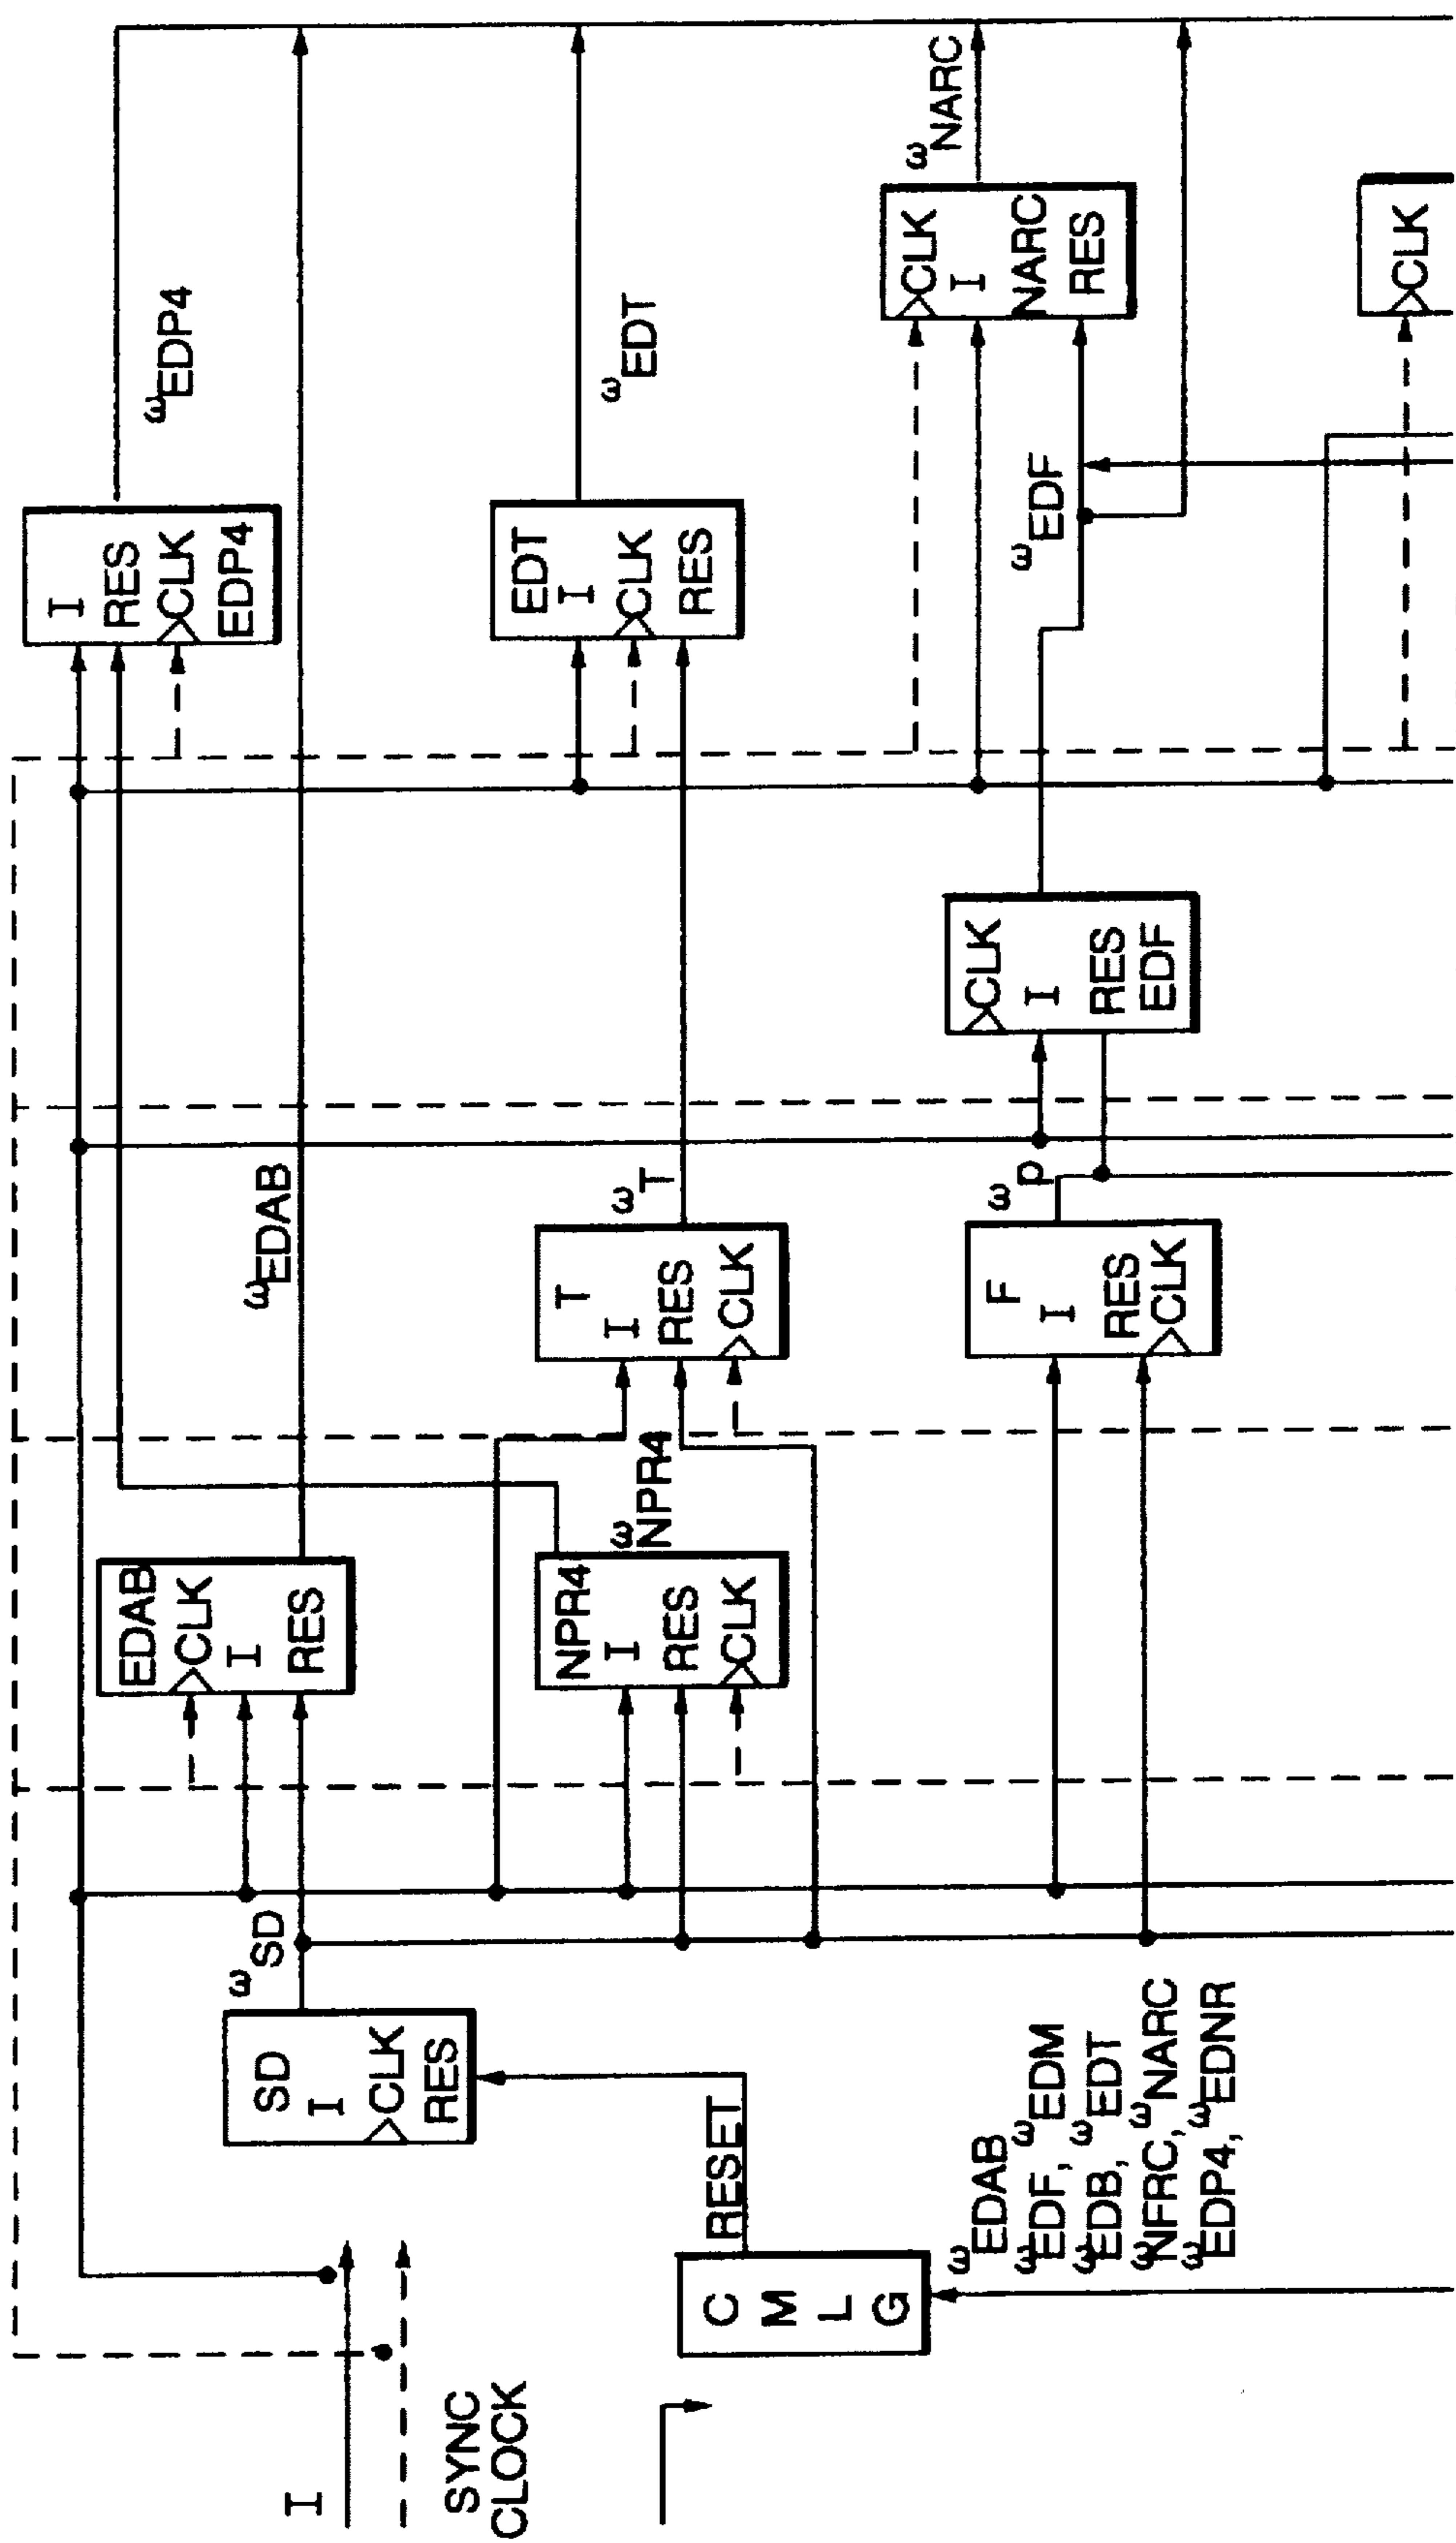 I
SYNC
CLOCK
C
M
L
G
RESET
ωEDAB
ωEDF, ωEDM
ωEDB, ωEDT
ωNFRC, ωNARC
ωEDP4, ωEDNR
SD
I
CLK
RES
ωSD
EDAB
CLK
I
RES
ωEDAB
NPR4
I
RES
CLK
ωNPR4
T
I
RES
CLK
ωT
F
I
RES
CLK
ωp
CLK
I
RES
EDF
ωEDF
I
RES
CLK
EDP4
ωEDP4
EDT
I
CLK
RES
ωEDT
CLK
I
NARC
RES
ωNARC
CLK